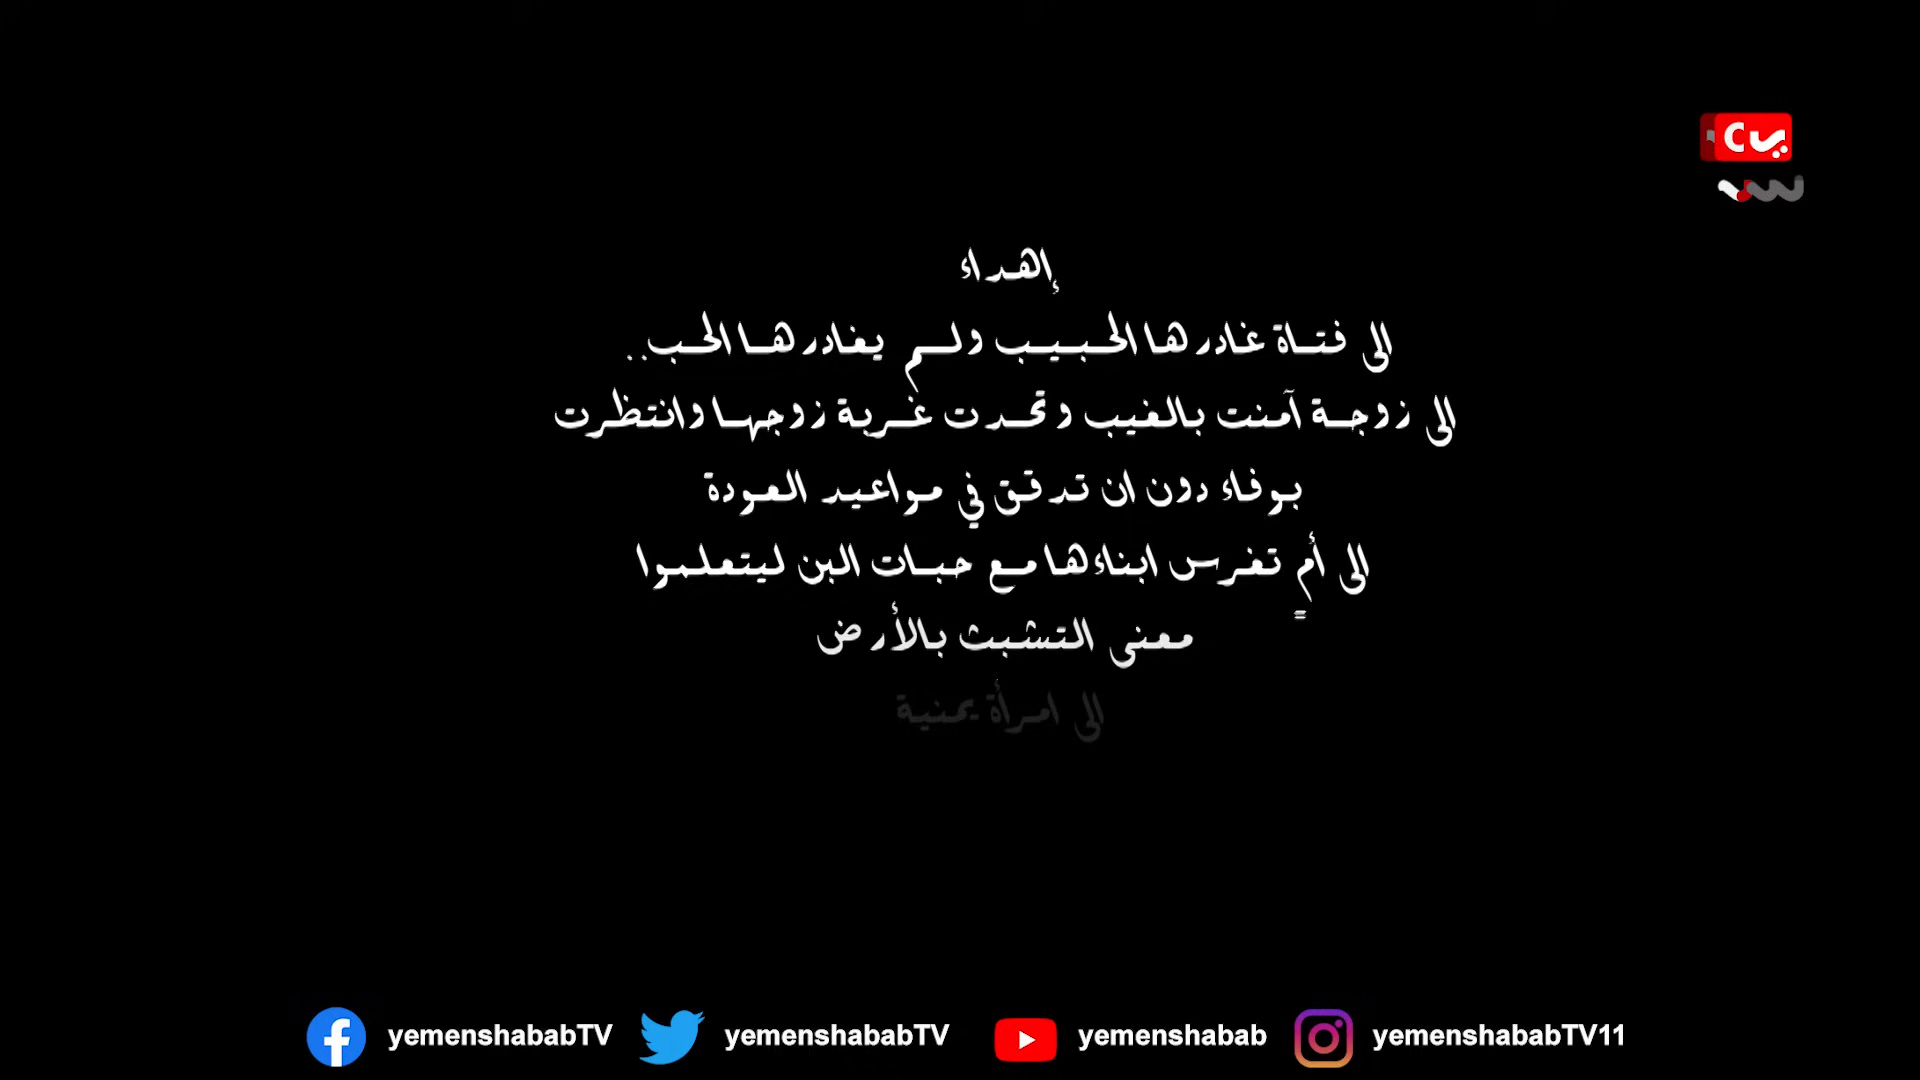 إهداء
الى فتاة غادرها الحبيب ولم يغادرها الحب..
الى زوجة آمنت بالغيب وتحدت غربة زوجها وانتظرت
بوفاء دون ان تدقق في مواعيد العودة
الى أمٍ تغرس ابناءها مع حبات البن ليتعلموا
معنى التشبث بالأرض
الى امرأة يمنية
yemenshababTV yemenshababTV yemenshabab yemenshababTV11